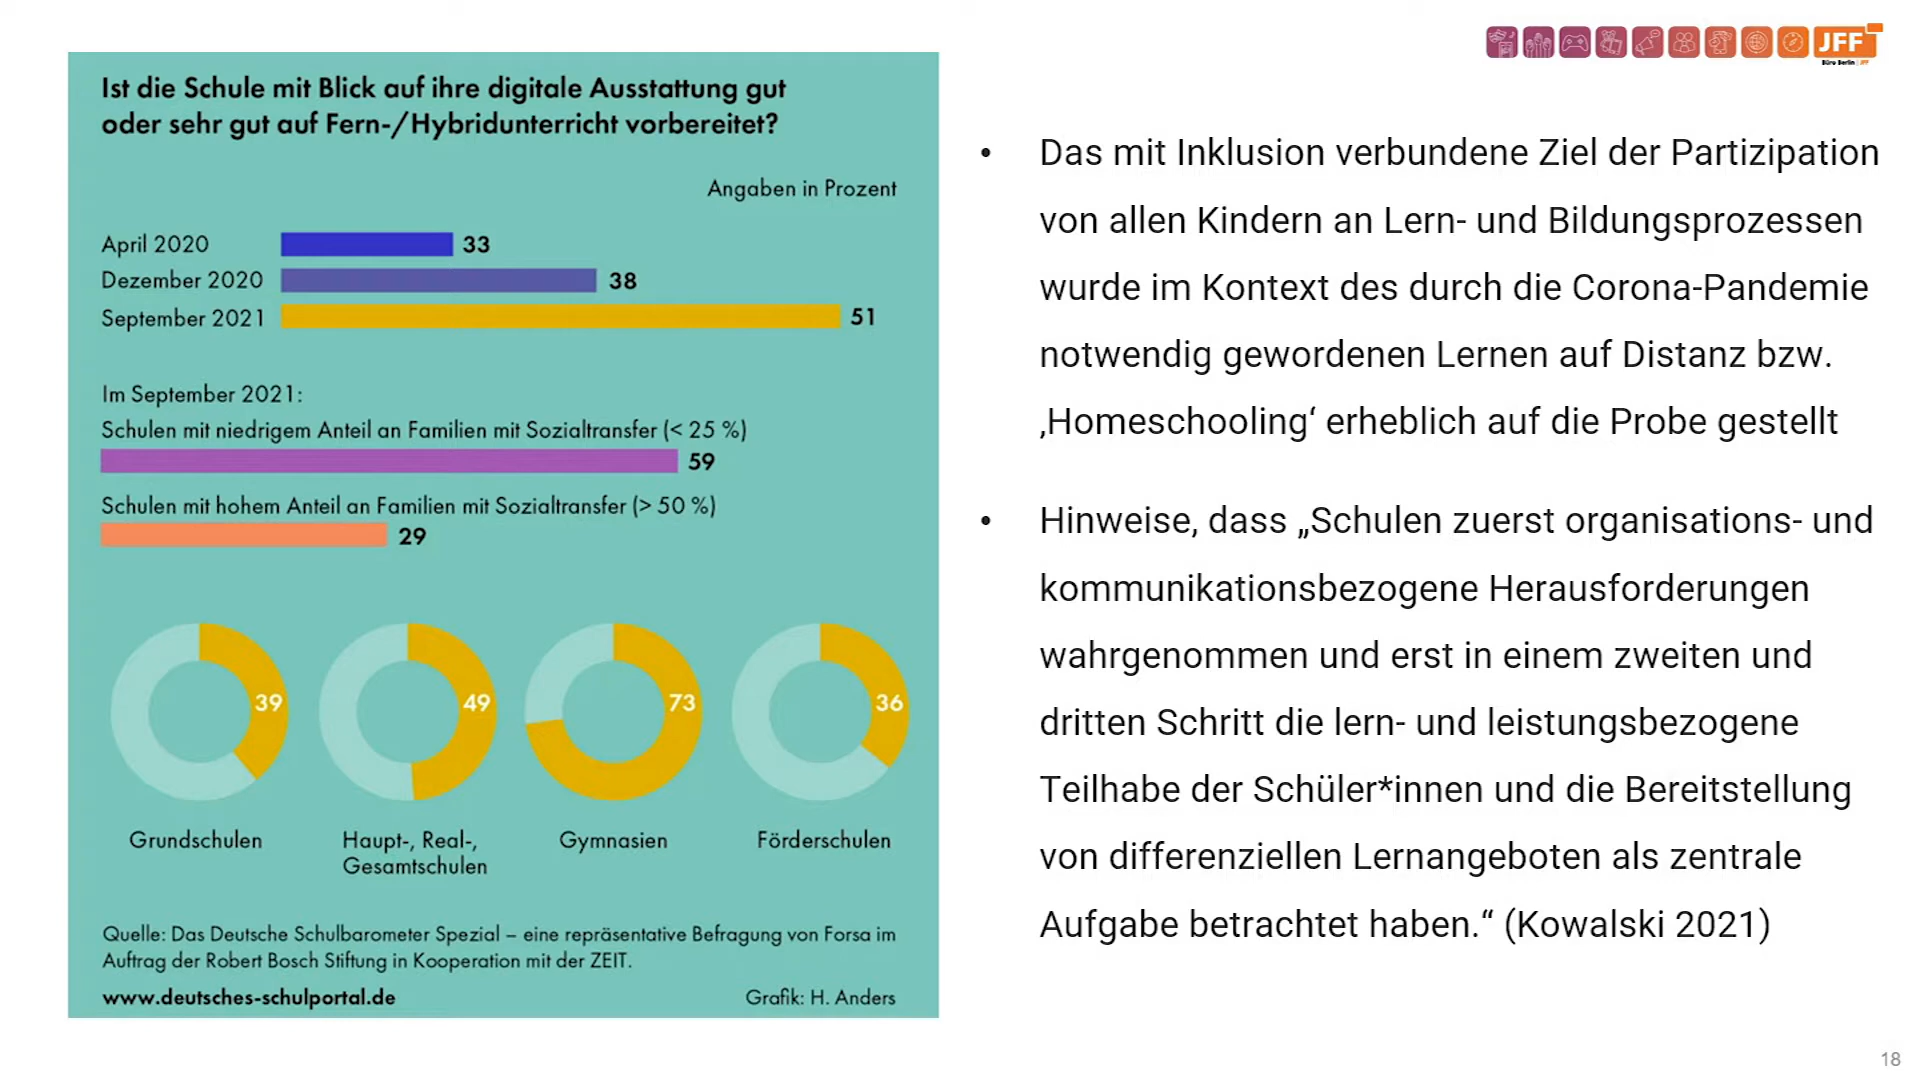 JFF
Büro Berlin | JFF
Ist die Schule mit Blick auf ihre digitale Ausstattung gut
oder sehr gut auf Fern-/Hybridunterricht vorbereitet?
Angaben in Prozent
April 2020 33
Dezember 2020 38
September 2021 51
Im September 2021:
Schulen mit niedrigem Anteil an Familien mit Sozialtransfer (< 25 %)
59
Schulen mit hohem Anteil an Familien mit Sozialtransfer (> 50 %)
29
39 49 73 36
Grundschulen
Haupt-, Real-,
Gesamtschulen
Gymnasien
Förderschulen
Quelle: Das Deutsche Schulbarometer Spezial – eine repräsentative Befragung von Forsa im
Auftrag der Robert Bosch Stiftung in Kooperation mit der ZEIT.
www.deutsches-schulportal.de
Grafik: H. Anders
• Das mit Inklusion verbundene Ziel der Partizipation
von allen Kindern an Lern- und Bildungsprozessen
wurde im Kontext des durch die Corona-Pandemie
notwendig gewordenen Lernen auf Distanz bzw.
‚Homeschooling‘ erheblich auf die Probe gestellt
• Hinweise, dass „Schulen zuerst organisations- und
kommunikationsbezogene Herausforderungen
wahrgenommen und erst in einem zweiten und
dritten Schritt die lern- und leistungsbezogene
Teilhabe der Schüler*innen und die Bereitstellung
von differenziellen Lernangeboten als zentrale
Aufgabe betrachtet haben.“ (Kowalski 2021)
18